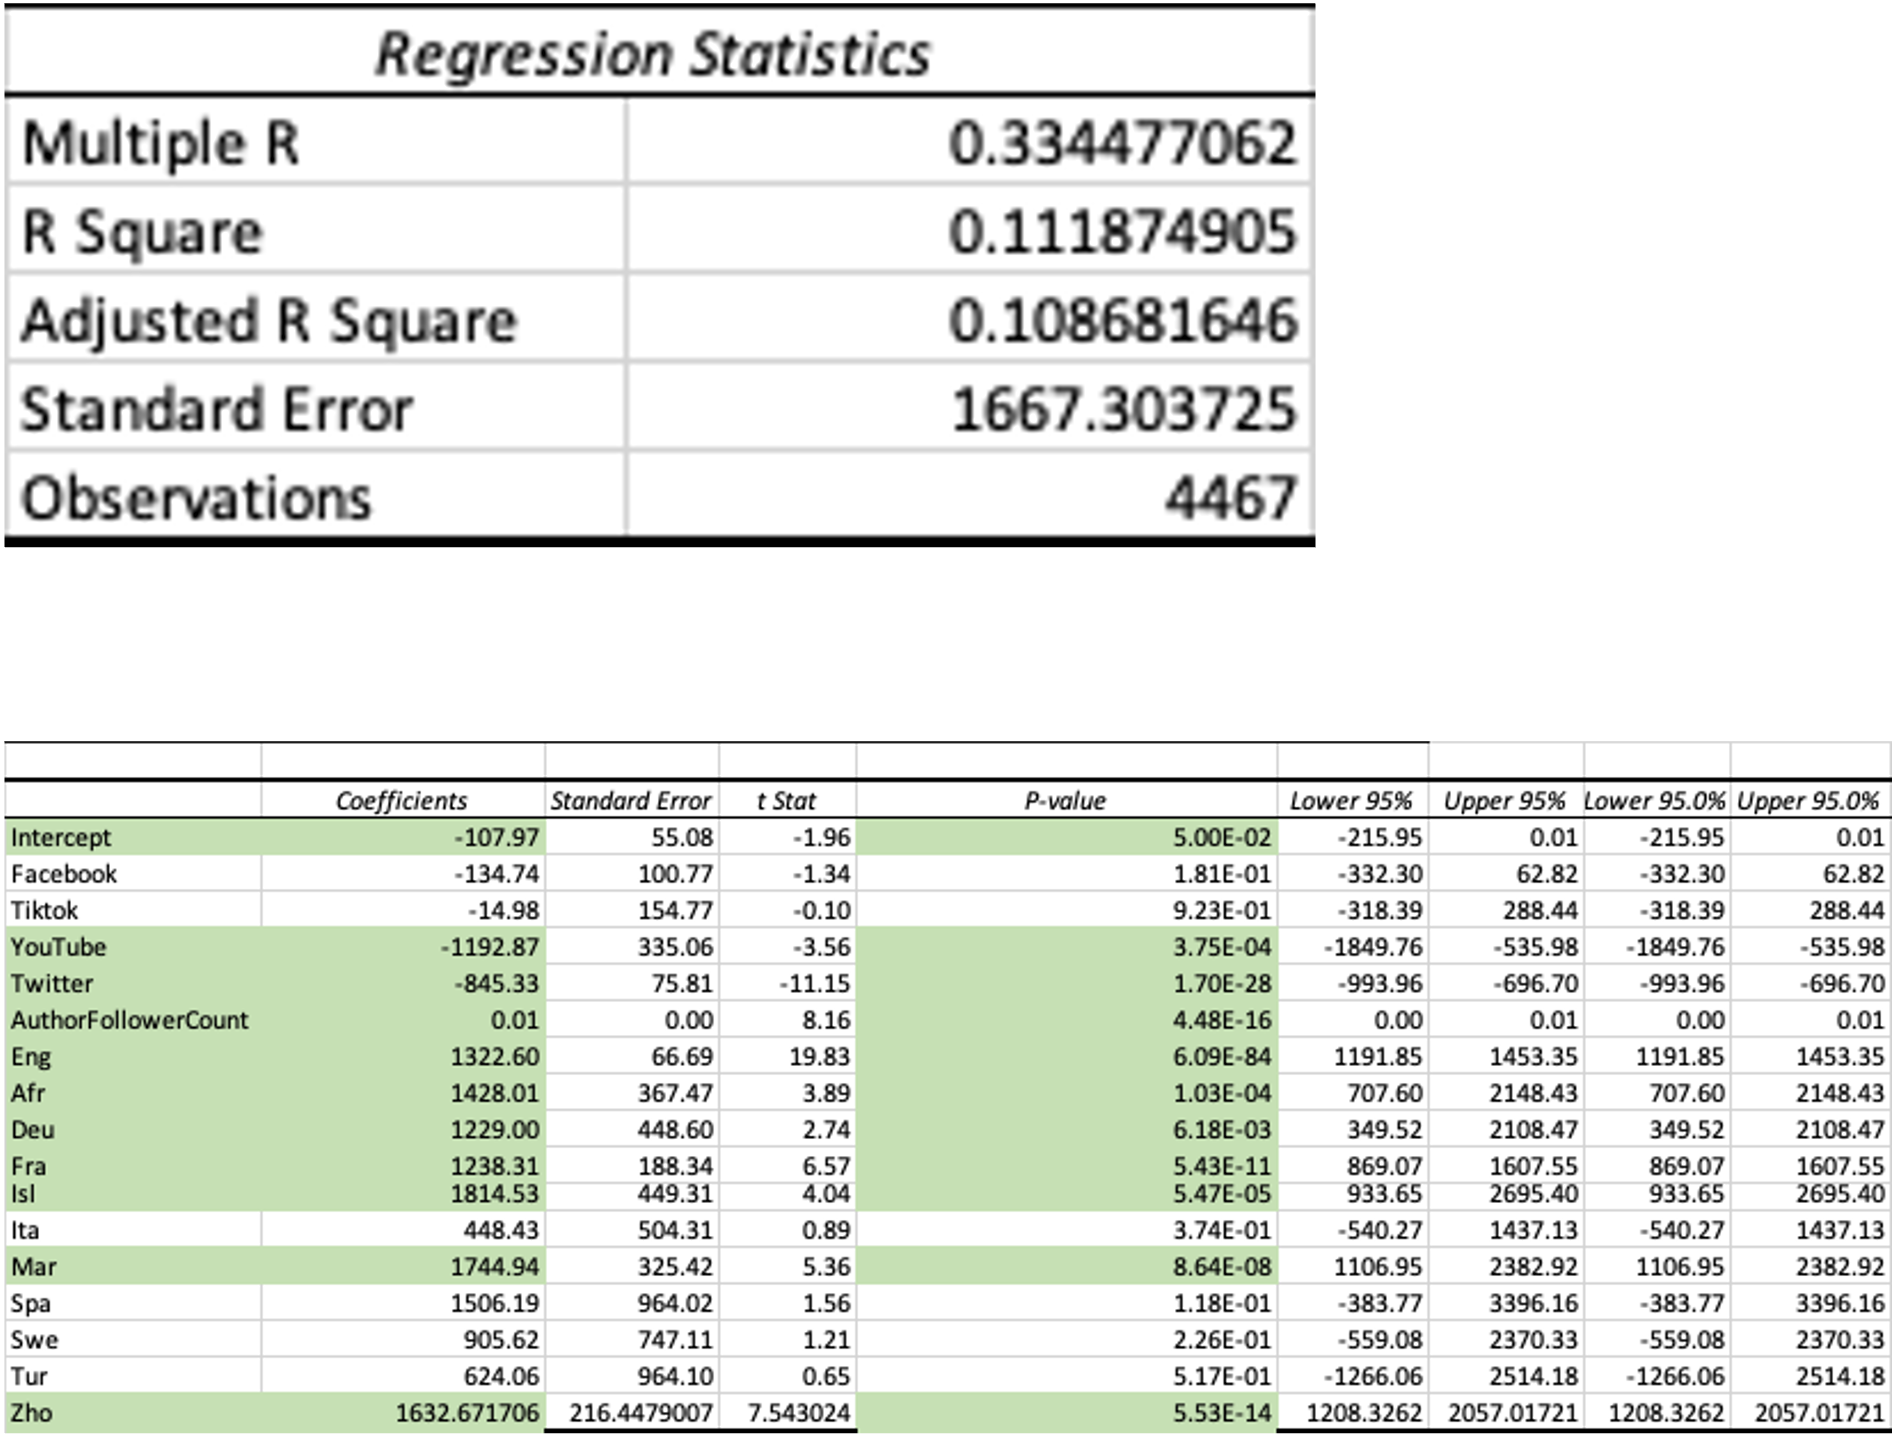 Regression Statistics
Multiple R 0.334477062
R Square 0.111874905
Adjusted R Square 0.108681646
Standard Error 1667.303725
Observations 4467
Coefficients Standard Error t Stat P-value Lower 95% Upper 95% Lower 95.0% Upper 95.0%
Intercept -107.97 55.08 -1.96 5.00E-02 -215.95 0.01 -215.95 0.01
Facebook -134.74 100.77 -1.34 1.81E-01 -332.30 62.82 -332.30 62.82
Tiktok -14.98 154.77 -0.10 9.23E-01 -318.39 288.44 -318.39 288.44
YouTube -1192.87 335.06 -3.56 3.75E-04 -1849.76 -535.98 -1849.76 -535.98
Twitter -845.33 75.81 -11.15 1.70E-28 -993.96 -696.70 -993.96 -696.70
AuthorFollowerCount 0.01 0.00 8.16 4.48E-16 0.00 0.01 0.00 0.01
Eng 1322.60 66.69 19.83 6.09E-84 1191.85 1453.35 1191.85 1453.35
Afr 1428.01 367.47 3.89 1.03E-04 707.60 2148.43 707.60 2148.43
Deu 1229.00 448.60 2.74 6.18E-03 349.52 2108.47 349.52 2108.47
Fra 1238.31 188.34 6.57 5.43E-11 869.07 1607.55 869.07 1607.55
Isl 1814.53 449.31 4.04 5.47E-05 933.65 2695.40 933.65 2695.40
Ita 448.43 504.31 0.89 3.74E-01 -540.27 1437.13 -540.27 1437.13
Mar 1744.94 325.42 5.36 8.64E-08 1106.95 2382.92 1106.95 2382.92
Spa 1506.19 964.02 1.56 1.18E-01 -383.77 3396.16 -383.77 3396.16
Swe 905.62 747.11 1.21 2.26E-01 -559.08 2370.33 -559.08 2370.33
Tur 624.06 964.10 0.65 5.17E-01 -1266.06 2514.18 -1266.06 2514.18
Zho 1632.671706 216.4479007 7.543024 5.53E-14 1208.3262 2057.01721 1208.3262 2057.01721